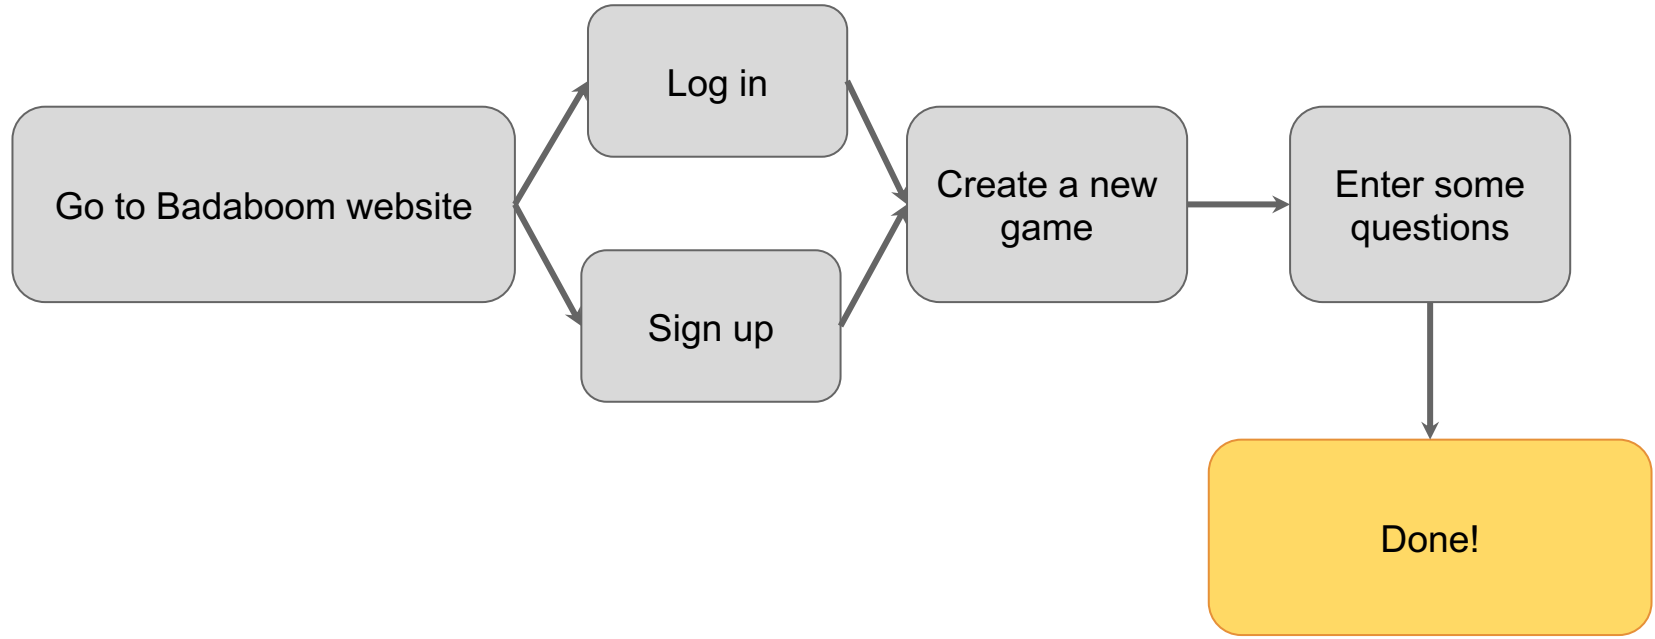 Go to Badaboom website
Log in
Sign up
Create a new
game
Enter some
questions
Done!